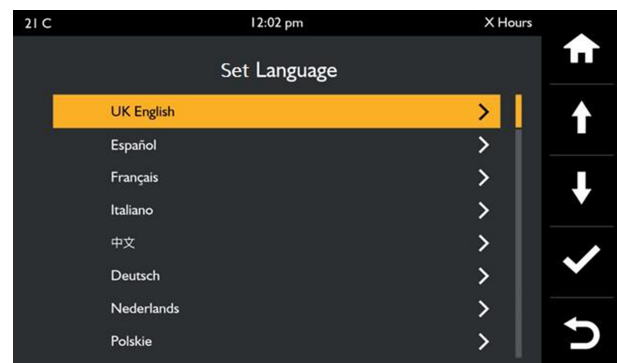 21 C 12:02 pm X Hours
Set Language
UK English
Español
Français
Italiano
中文
Deutsch
Nederlands
Polskie